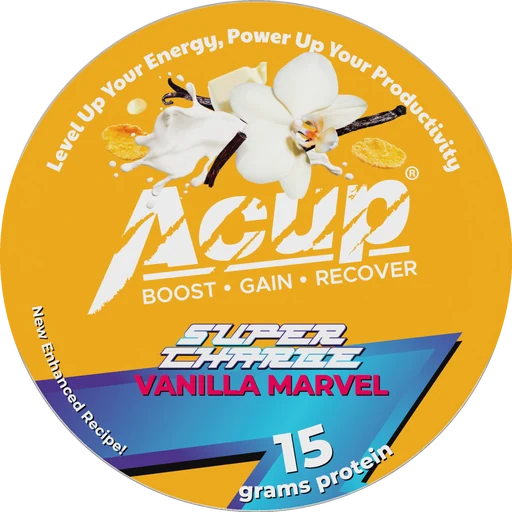 Level Up Your Energy, Power Up Your Productivity
Acup®
BOOST • GAIN • RECOVER
SUPER
CHARGE
VANILLA MARVEL
New Enhanced Recipe!
15
grams protein